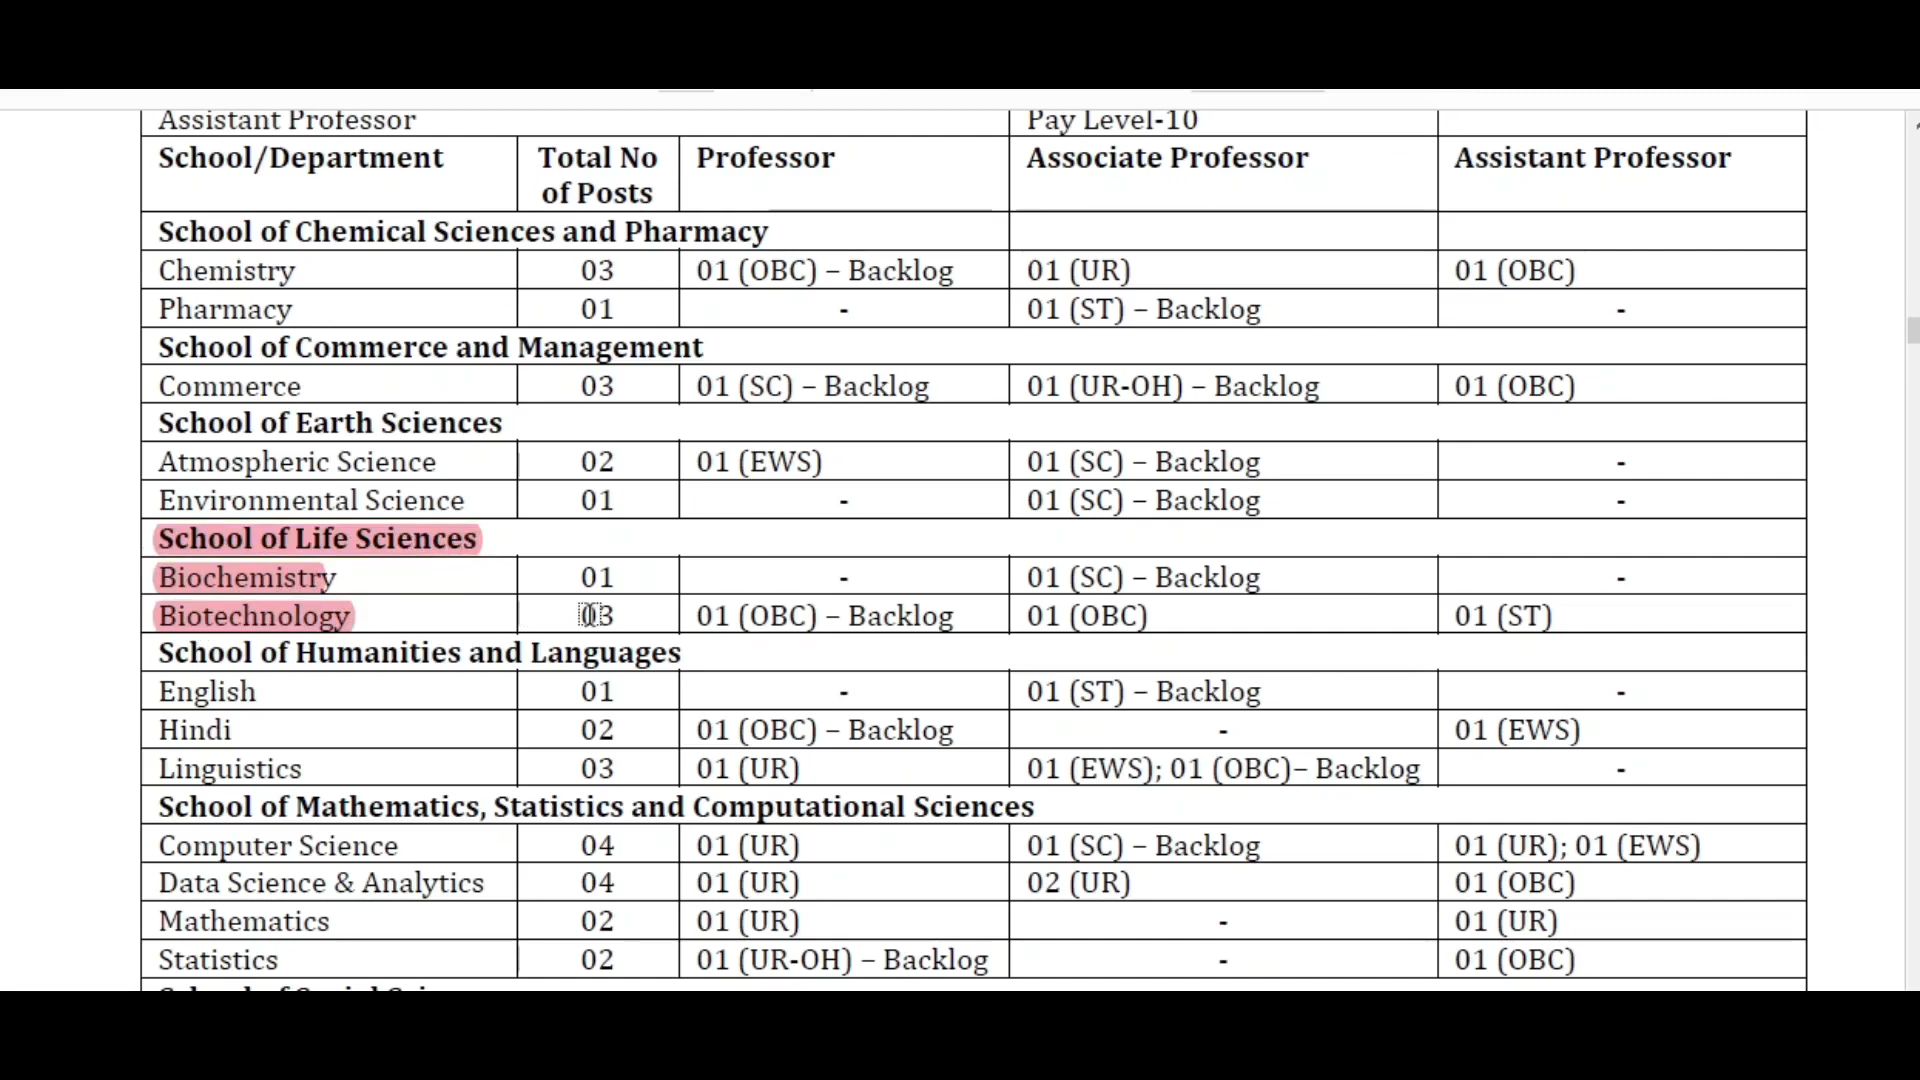 Assistant Professor Pay Level-10
School/Department Total No of Posts Professor Associate Professor Assistant Professor
School of Chemical Sciences and Pharmacy
Chemistry 03 01 (OBC) – Backlog 01 (UR) 01 (OBC)
Pharmacy 01 - 01 (ST) – Backlog -
School of Commerce and Management
Commerce 03 01 (SC) – Backlog 01 (UR-OH) – Backlog 01 (OBC)
School of Earth Sciences
Atmospheric Science 02 01 (EWS) 01 (SC) – Backlog -
Environmental Science 01 - 01 (SC) – Backlog -
School of Life Sciences
Biochemistry 01 - 01 (SC) – Backlog -
Biotechnology 03 01 (OBC) – Backlog 01 (OBC) 01 (ST)
School of Humanities and Languages
English 01 - 01 (ST) – Backlog -
Hindi 02 01 (OBC) – Backlog - 01 (EWS)
Linguistics 03 01 (UR) 01 (EWS); 01 (OBC)– Backlog -
School of Mathematics, Statistics and Computational Sciences
Computer Science 04 01 (UR) 01 (SC) – Backlog 01 (UR); 01 (EWS)
Data Science & Analytics 04 01 (UR) 02 (UR) 01 (OBC)
Mathematics 02 01 (UR) - 01 (UR)
Statistics 02 01 (UR-OH) – Backlog - 01 (OBC)